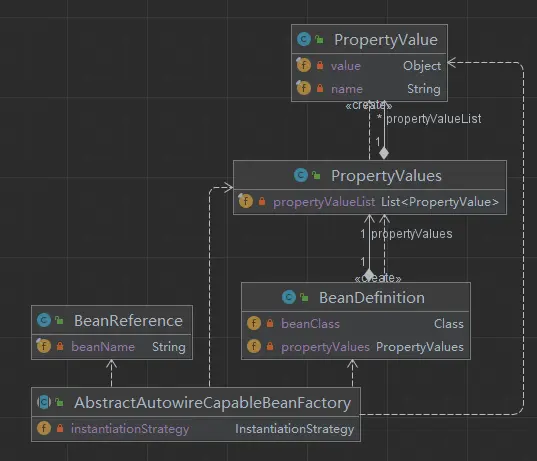 PropertyValue
value Object
name String
«create»
* propertyValueList
1
PropertyValues
propertyValueList List<PropertyValue>
1 propertyValues
1
«create»
BeanDefinition
beanClass Class
propertyValues PropertyValues
BeanReference
beanName String
AbstractAutowireCapableBeanFactory
instantiationStrategy InstantiationStrategy